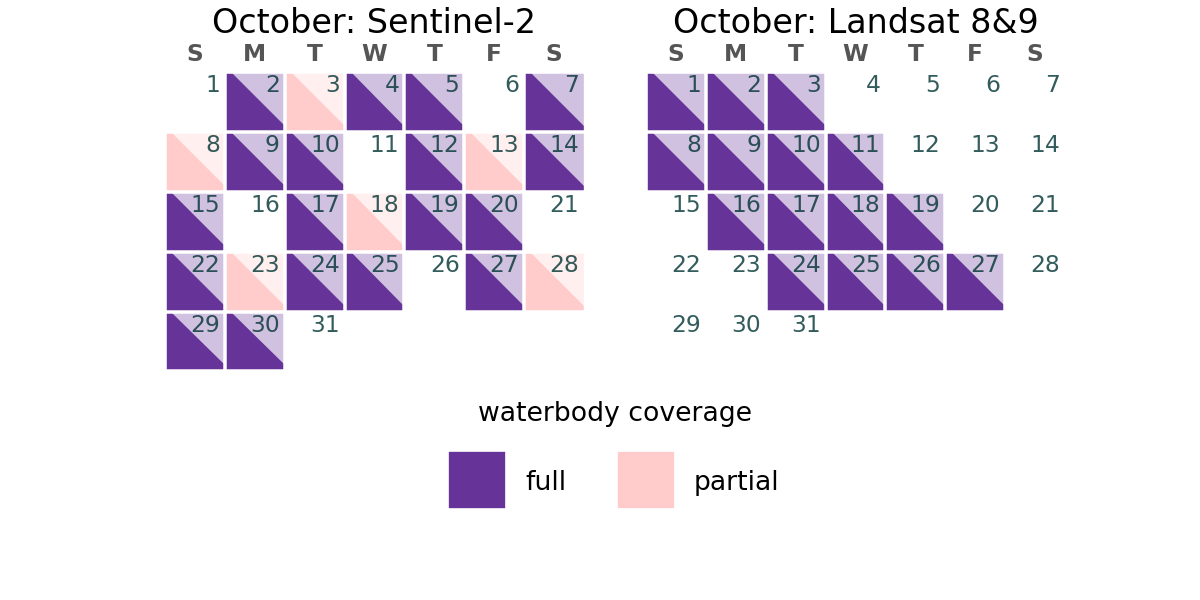 October: Sentinel-2
S M T W T F S
1 2 3 4 5 6 7
8 9 10 11 12 13 14
15 16 17 18 19 20 21
22 23 24 25 26 27 28
29 30 31
October: Landsat 8&9
S M T W T F S
1 2 3 4 5 6 7
8 9 10 11 12 13 14
15 16 17 18 19 20 21
22 23 24 25 26 27 28
29 30 31
waterbody coverage
full partial